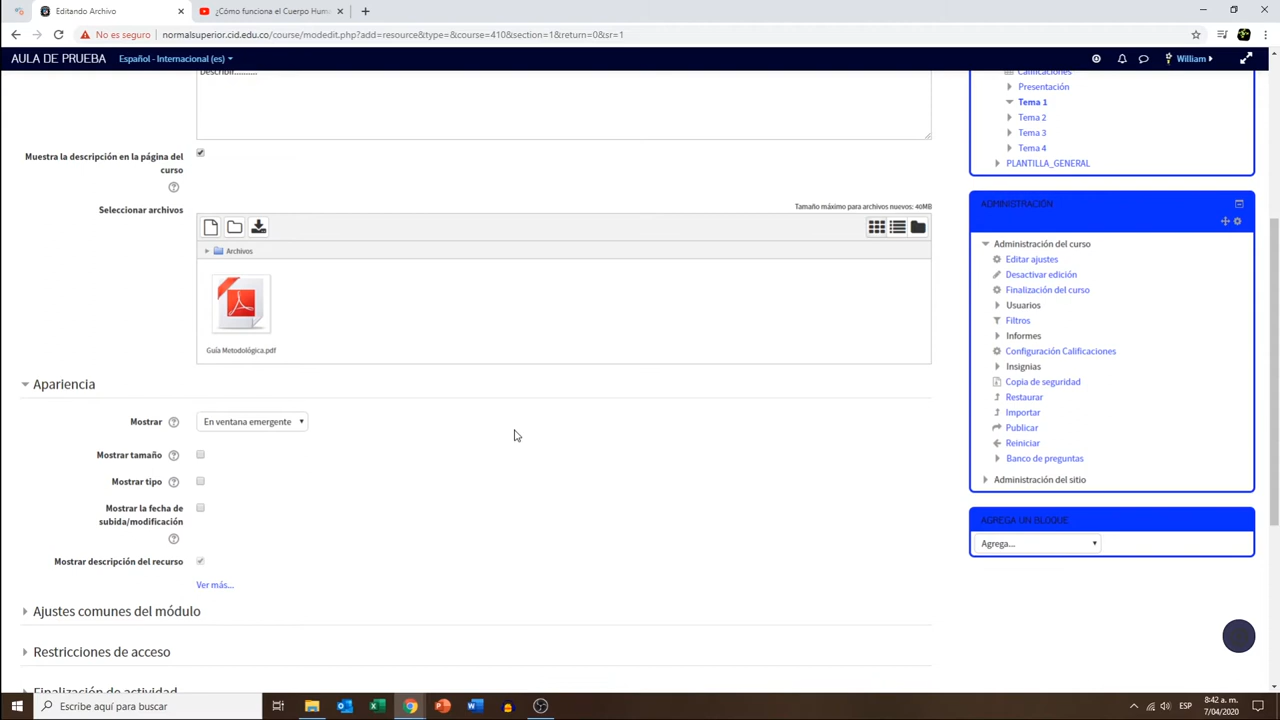 Editando Archivo
¿Cómo funciona el Cuerpo Hum
No es seguro
normalsuperior.cid.edu.co/course/modedit.php?add=resource&type=&course=410&section=1&return=0&sr=1
AULA DE PRUEBA
Español - Internacional (es)
William
Describir..........
Muestra la descripción en la página del
curso
Seleccionar archivos
Tamaño máximo para archivos nuevos: 40MB
Archivos
Guía Metodológica.pdf
Apariencia
Mostrar
En ventana emergente
Mostrar tamaño
Mostrar tipo
Mostrar la fecha de
subida/modificación
Mostrar descripción del recurso
Ver más...
Ajustes comunes del módulo
Restricciones de acceso
Finalización de actividad
Calificaciones
Presentación
Tema 1
Tema 2
Tema 3
Tema 4
PLANTILLA_GENERAL
ADMINISTRACIÓN
Administración del curso
Editar ajustes
Desactivar edición
Finalización del curso
Usuarios
Filtros
Informes
Configuración Calificaciones
Insignias
Copia de seguridad
Restaurar
Importar
Publicar
Reiniciar
Banco de preguntas
Administración del sitio
AGREGA UN BLOQUE
Agrega...
Escribe aquí para buscar
ESP
8:42 a. m.
7/04/2020